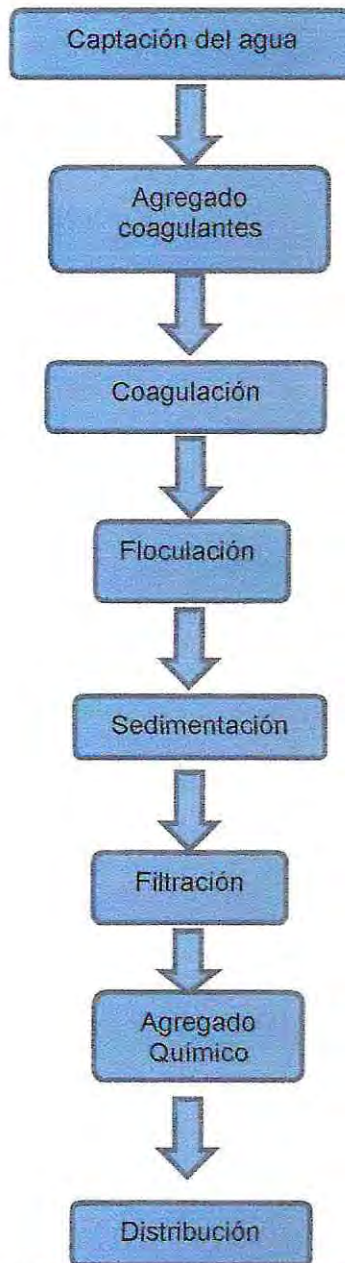 Captación del agua
Agregado
coagulantes
Coagulación
Floculación
Sedimentación
Filtración
Agregado
Químico
Distribución